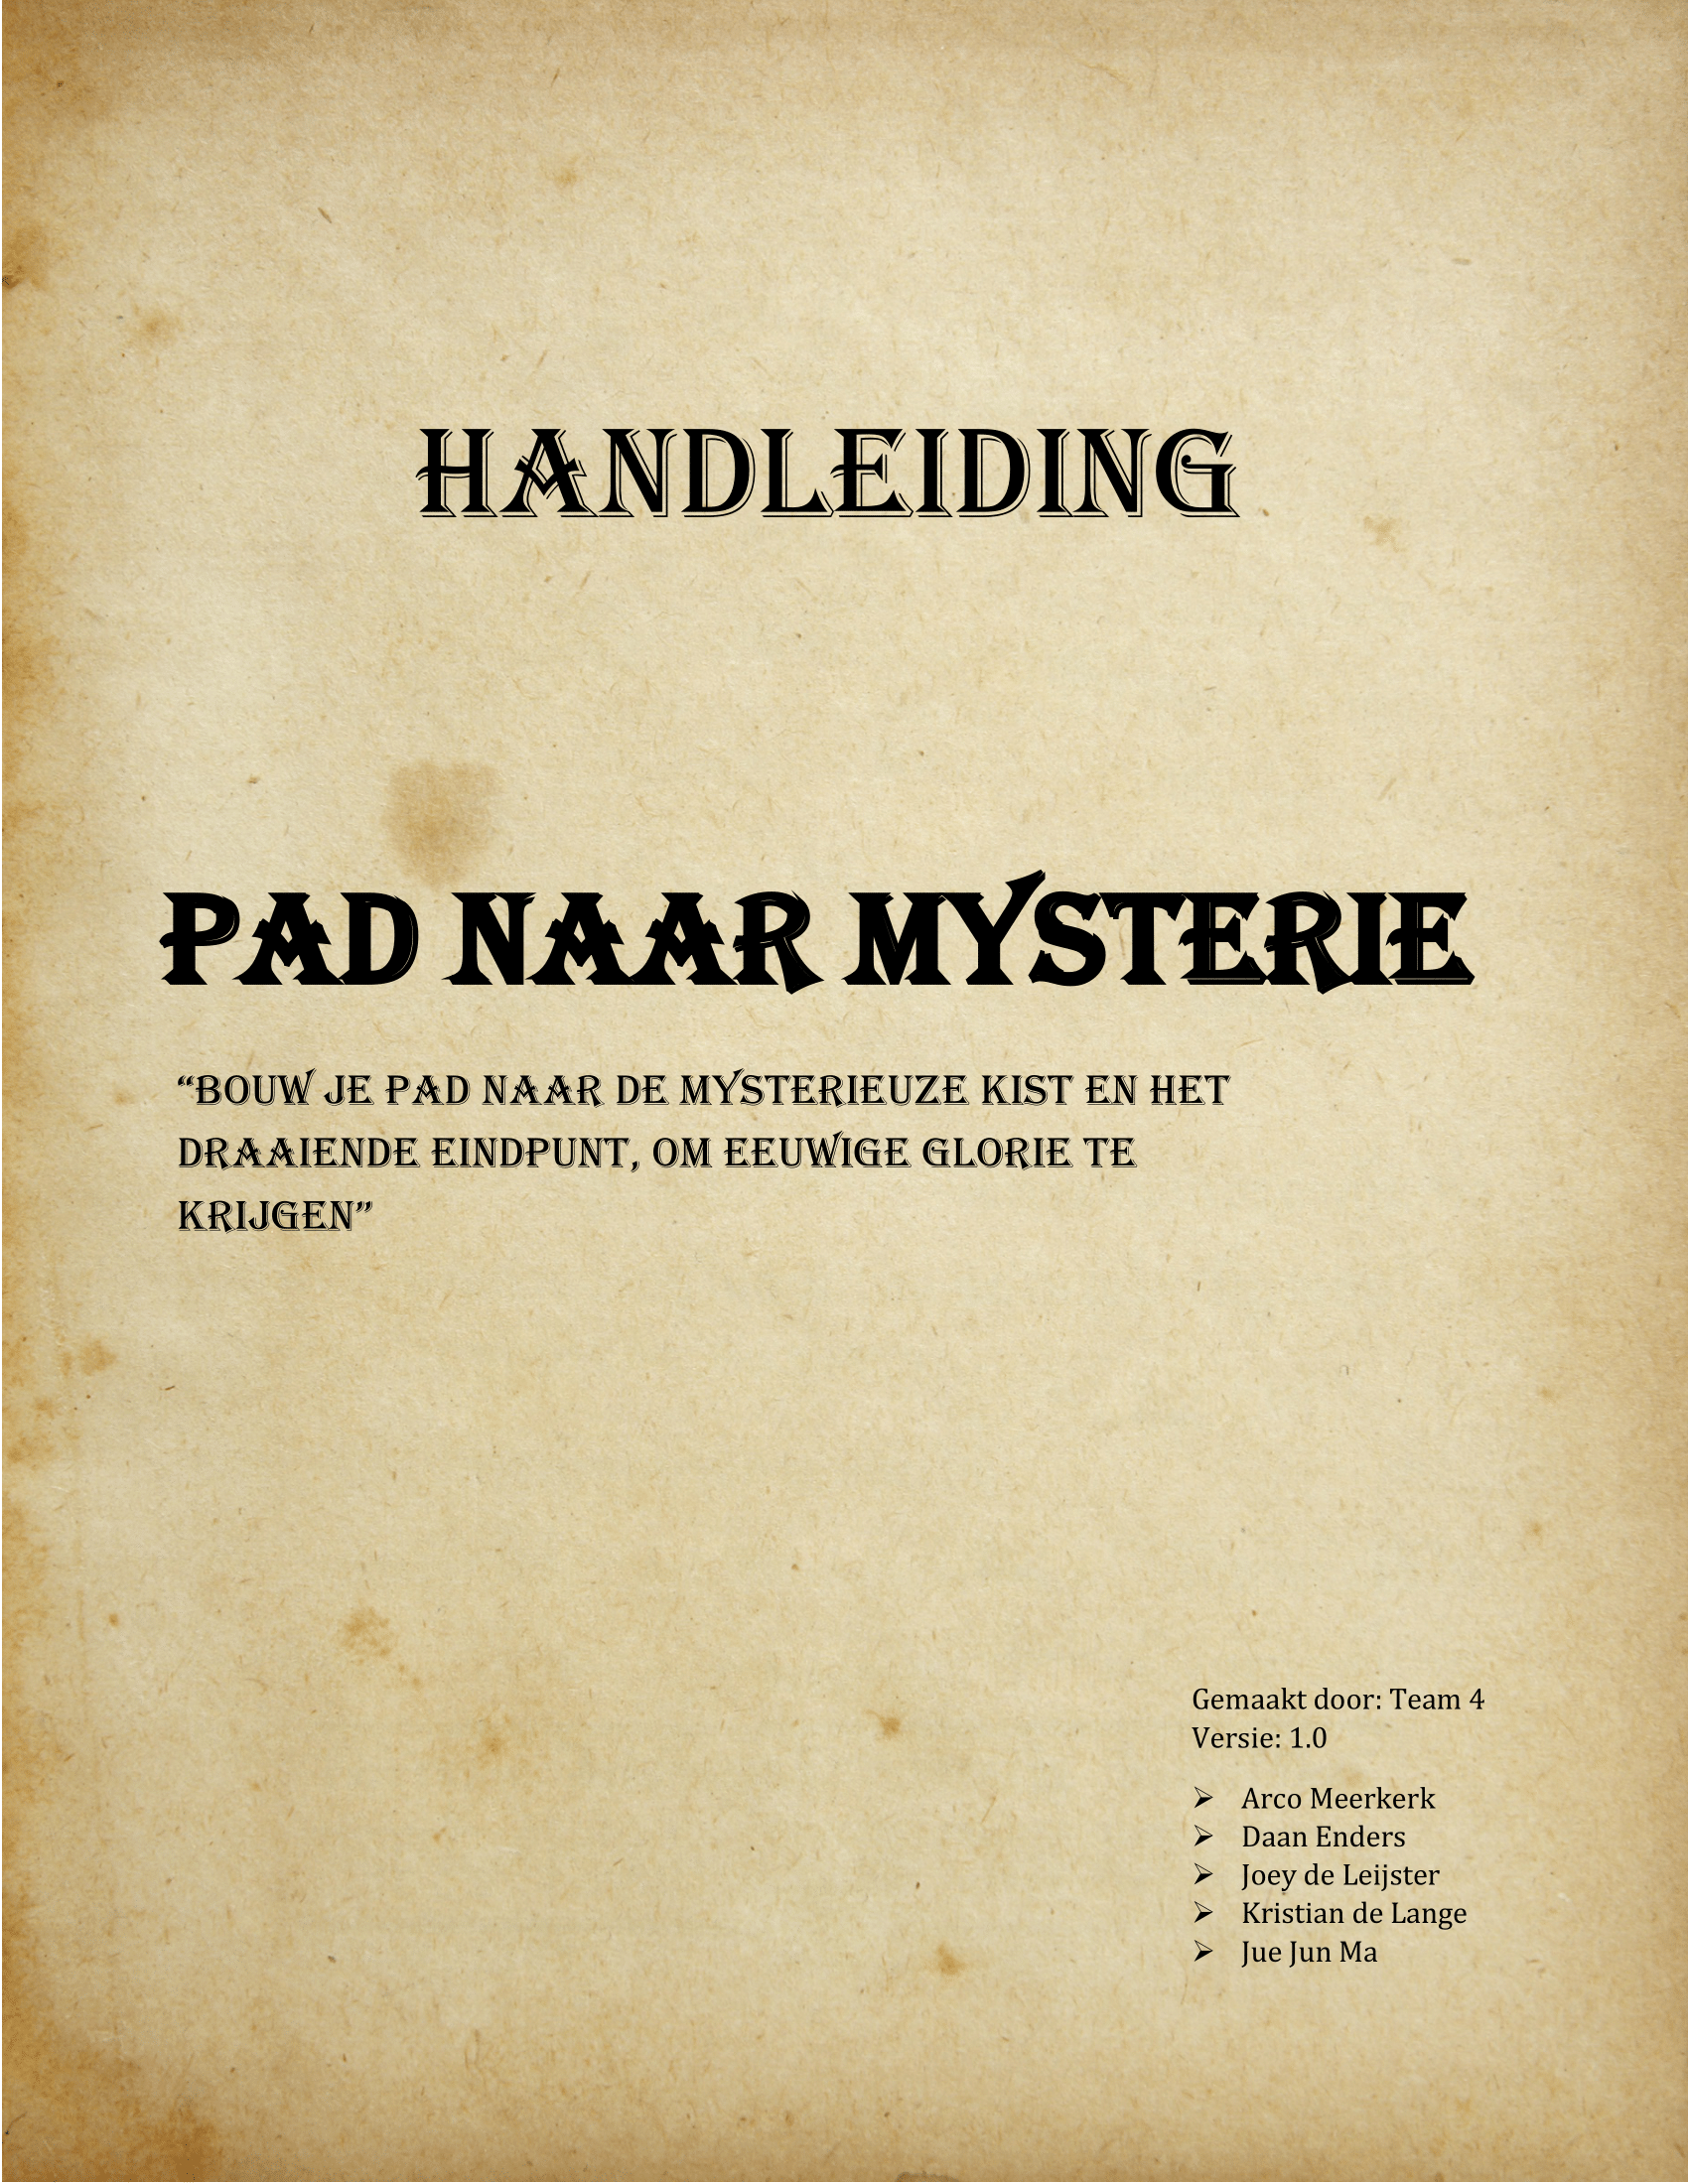 HANDLEIDING
PAD NAAR MYSTERIE
“BOUW JE PAD NAAR DE MYSTERIEUZE KIST EN HET
DRAAIENDE EINDPUNT, OM EEUWIGE GLORIE TE
KRIJGEN”
Gemaakt door: Team 4
Versie: 1.0
➢ Arco Meerkerk
➢ Daan Enders
➢ Joey de Leijster
➢ Kristian de Lange
➢ Jue Jun Ma